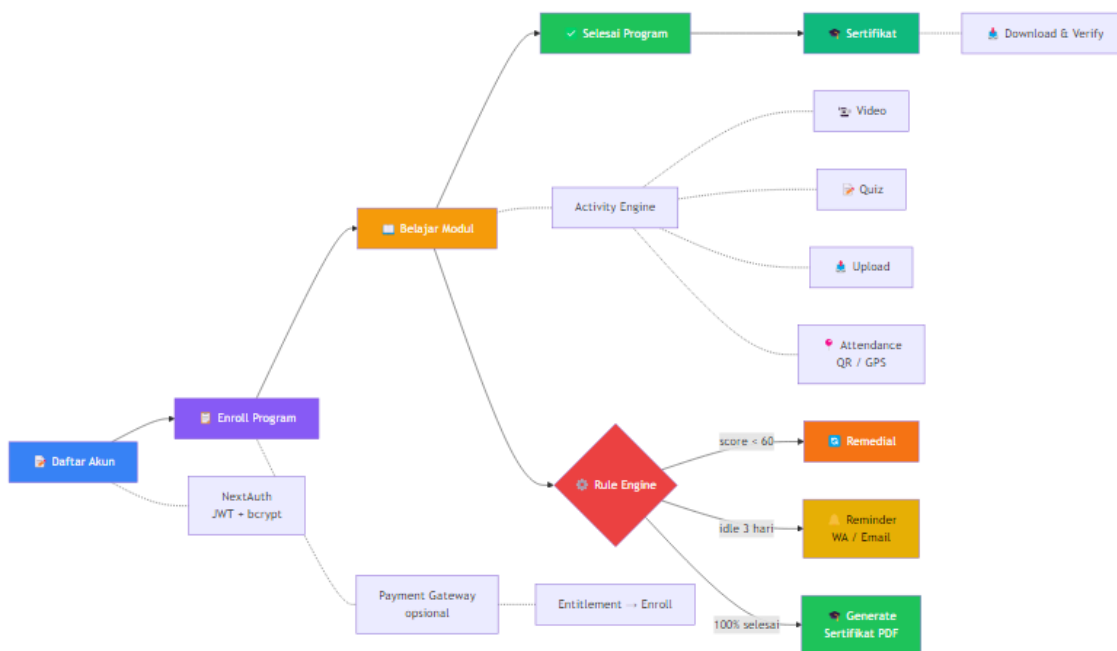 Selesai Program
Sertifikat
Download & Verify
Video
Activity Engine
Quiz
Belajar Modul
Upload
Attendance
QR / GPS
Enroll Program
Daftar Akun
NextAuth
JWT + bcrypt
score < 60
Remedial
Rule Engine
idle 3 hari
Reminder
WA / Email
Payment Gateway
opsional
Entitlement → Enroll
100% selesai
Generate
Sertifikat PDF